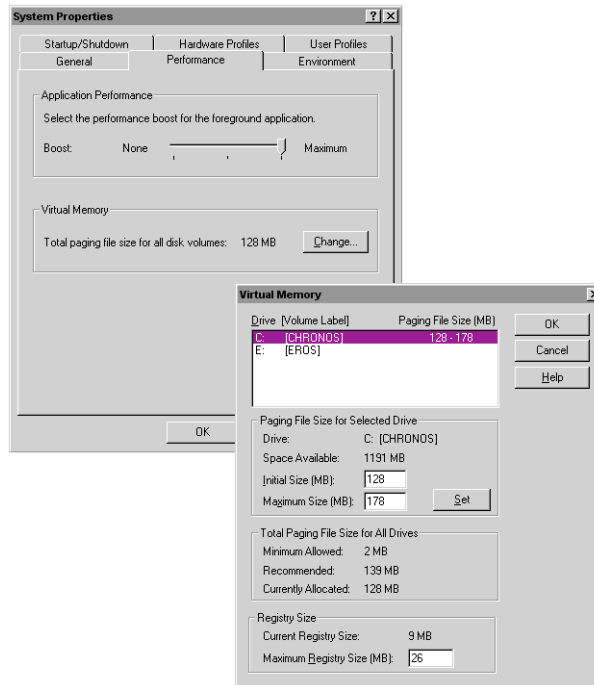 System Properties
Startup/Shutdown Hardware Profiles User Profiles
General Performance Environment
Application Performance
Select the performance boost for the foreground application.
Boost: None Maximum
Virtual Memory
Total paging file size for all disk volumes: 128 MB Change...
OK
Virtual Memory
Drive [Volume Label] Paging File Size (MB)
C: [CHRONOS] 128 - 178
E: [EROS]
OK
Cancel
Help
Paging File Size for Selected Drive
Drive: C: [CHRONOS]
Space Available: 1191 MB
Initial Size (MB): 128
Maximum Size (MB): 178 Set
Total Paging File Size for All Drives
Minimum Allowed: 2 MB
Recommended: 139 MB
Currently Allocated: 128 MB
Registry Size
Current Registry Size: 9 MB
Maximum Registry Size (MB): 26